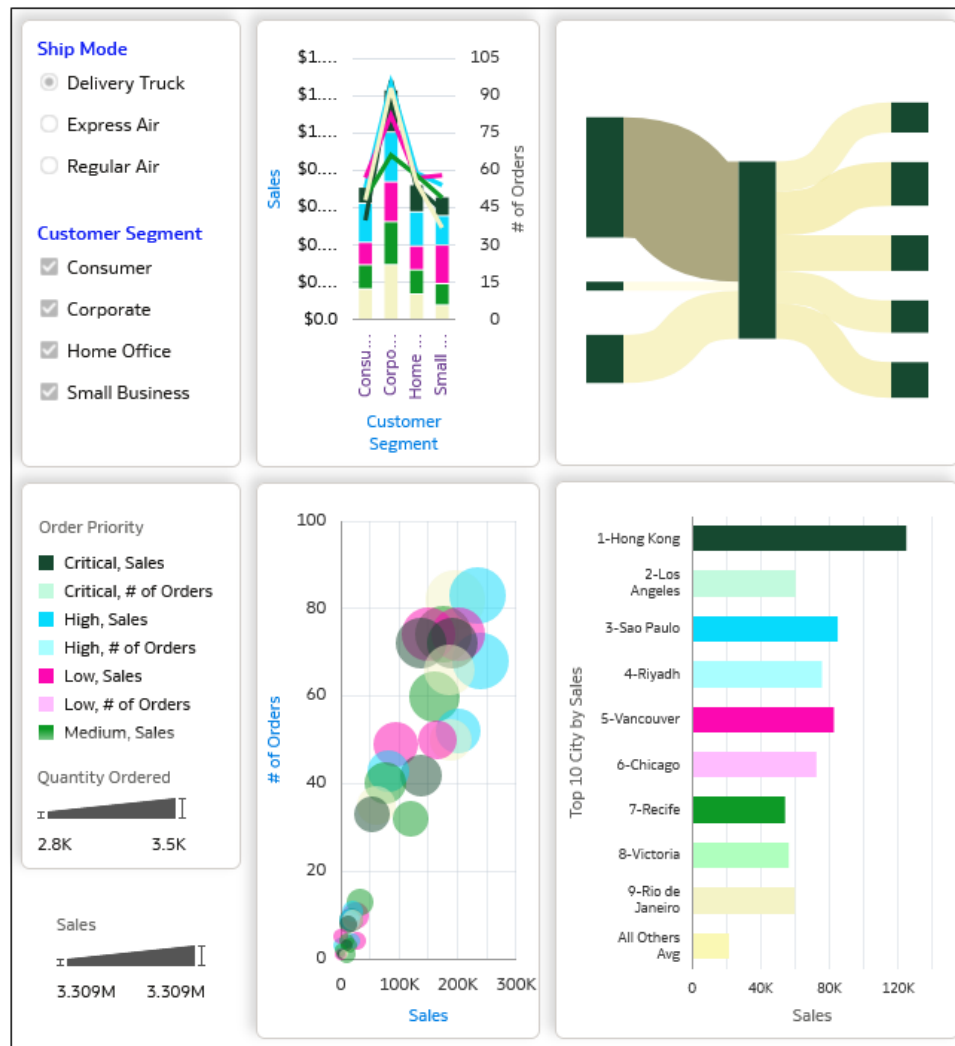 Ship Mode
Delivery Truck
Express Air
Regular Air
Customer Segment
Consumer
Corporate
Home Office
Small Business
$1....
$1....
$1....
$0....
$0....
$0....
$0....
$0.0
Sales
105
90
75
60
45
30
15
0
# of Orders
Consu...
Corpo...
Home ...
Small ...
Customer
Segment
Order Priority
Critical, Sales
Critical, # of Orders
High, Sales
High, # of Orders
Low, Sales
Low, # of Orders
Medium, Sales
Quantity Ordered
2.8K 3.5K
Sales
3.309M 3.309M
100
80
60
40
20
0
# of Orders
0 100K 200K 300K
Sales
Top 10 City by Sales
1-Hong Kong
2-Los
Angeles
3-Sao Paulo
4-Riyadh
5-Vancouver
6-Chicago
7-Recife
8-Victoria
9-Rio de
Janeiro
All Others
Avg
0 40K 80K 120K
Sales